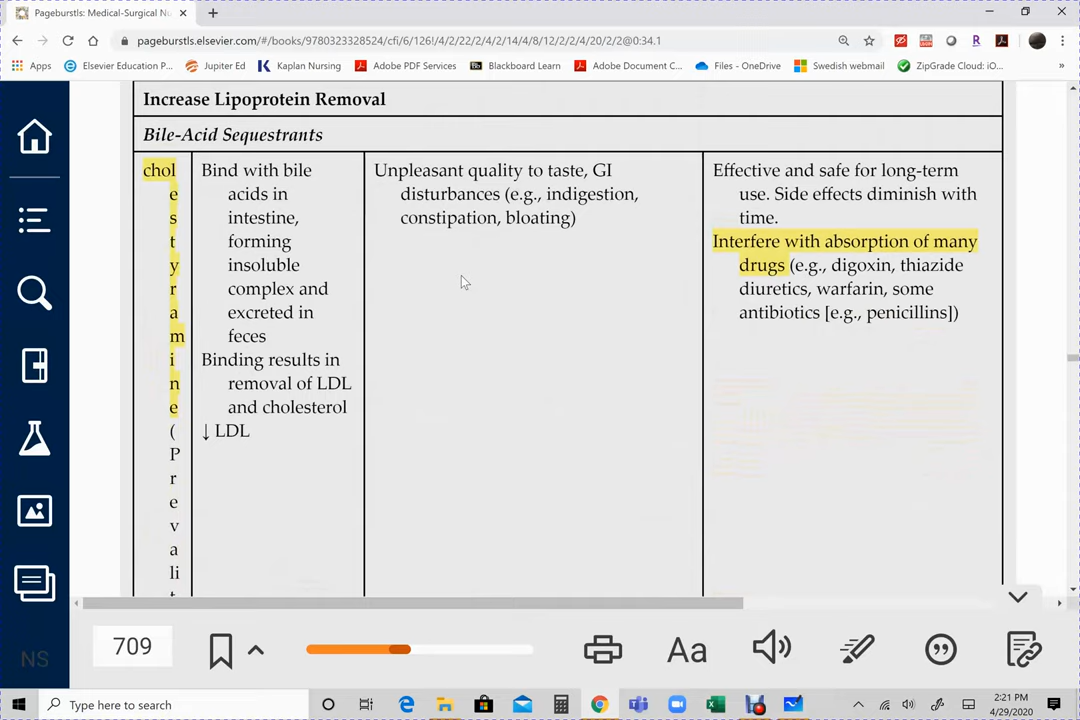 Pageburstls: Medical-Surgical Nu
pageburstls.elsevier.com/#/books/9780323328524/cfi/6/126!/4/2/22/4/2/14/4/8/12/2/2/4/20/2/2@0:34.1
Apps Elsevier Education P... Jupiter Ed Kaplan Nursing Adobe PDF Services Blackboard Learn Adobe Document C... Files - OneDrive Swedish webmail ZipGrade Cloud: iO... »
Increase Lipoprotein Removal
Bile-Acid Sequestrants
chol
e
s
t
y
r
a
m
i
n
e
(
P
r
e
v
a
li
t
Bind with bile
acids in
intestine,
forming
insoluble
complex and
excreted in
feces
Binding results in
removal of LDL
and cholesterol
↓ LDL
Unpleasant quality to taste, GI
disturbances (e.g., indigestion,
constipation, bloating)
Effective and safe for long-term
use. Side effects diminish with
time.
Interfere with absorption of many
drugs (e.g., digoxin, thiazide
diuretics, warfarin, some
antibiotics [e.g., penicillins])
NS
709
Aa
Type here to search
2:21 PM
4/29/2020